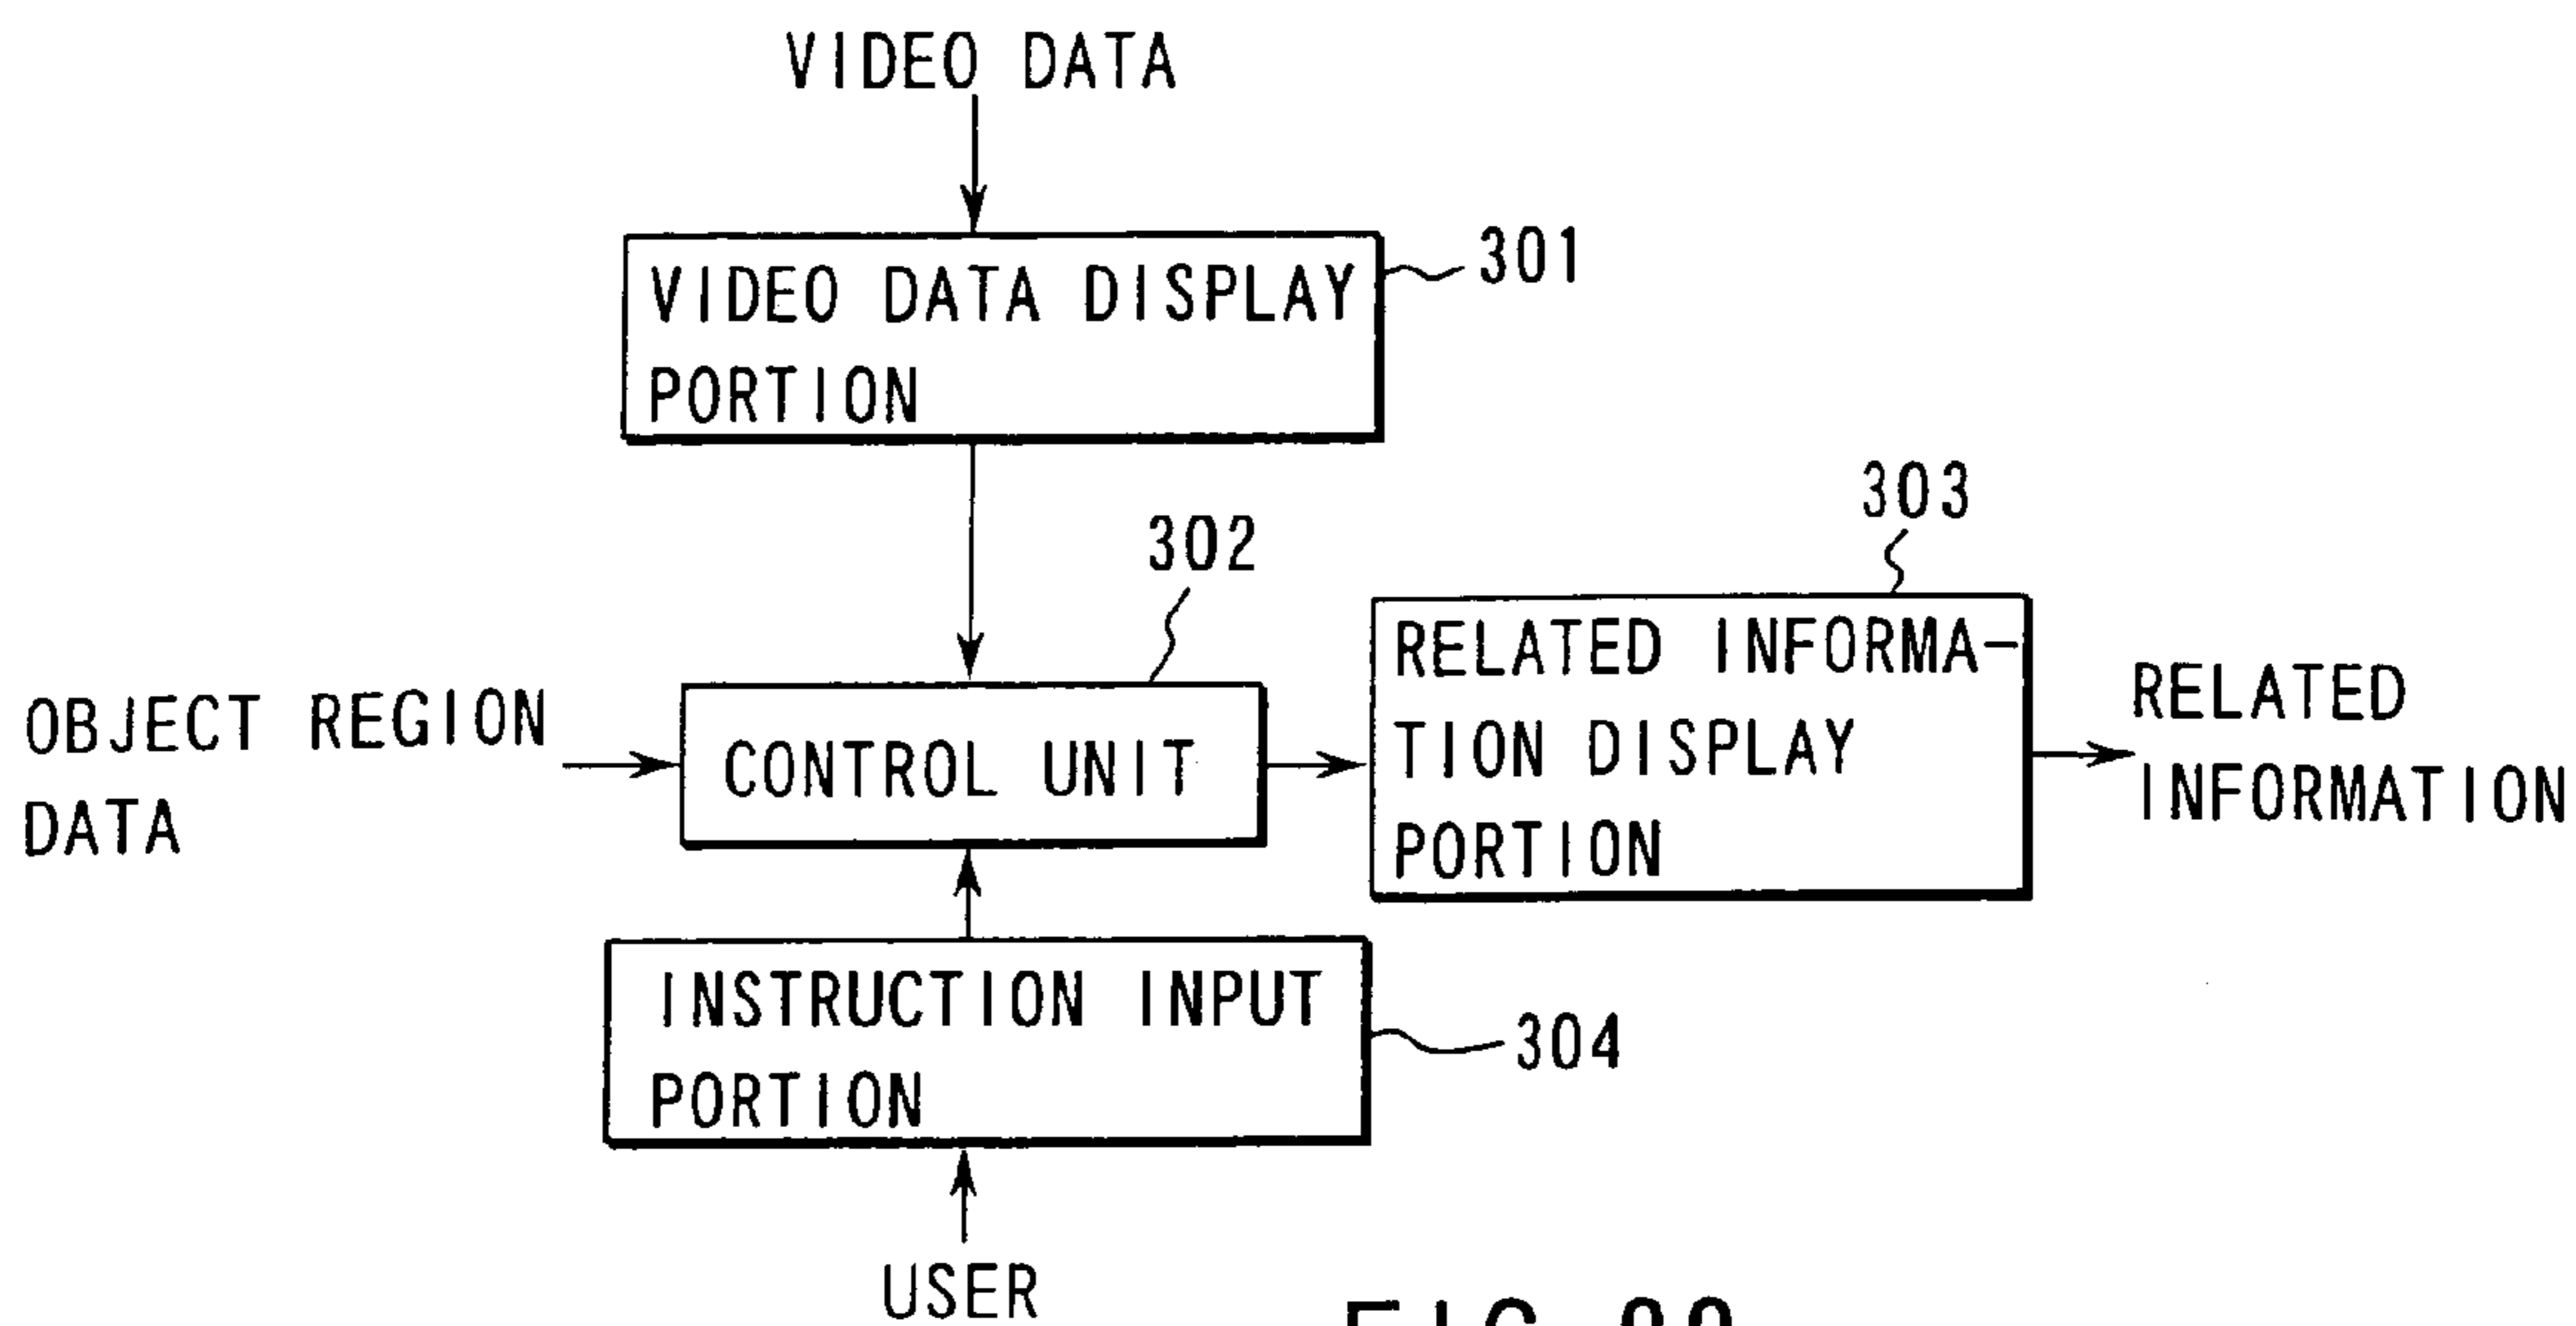 VIDEO DATA
VIDEO DATA DISPLAY
PORTION
301
302
303
OBJECT REGION
DATA
CONTROL UNIT
RELATED INFORMA-
TION DISPLAY
PORTION
RELATED
INFORMATION
INSTRUCTION INPUT
PORTION
304
USER